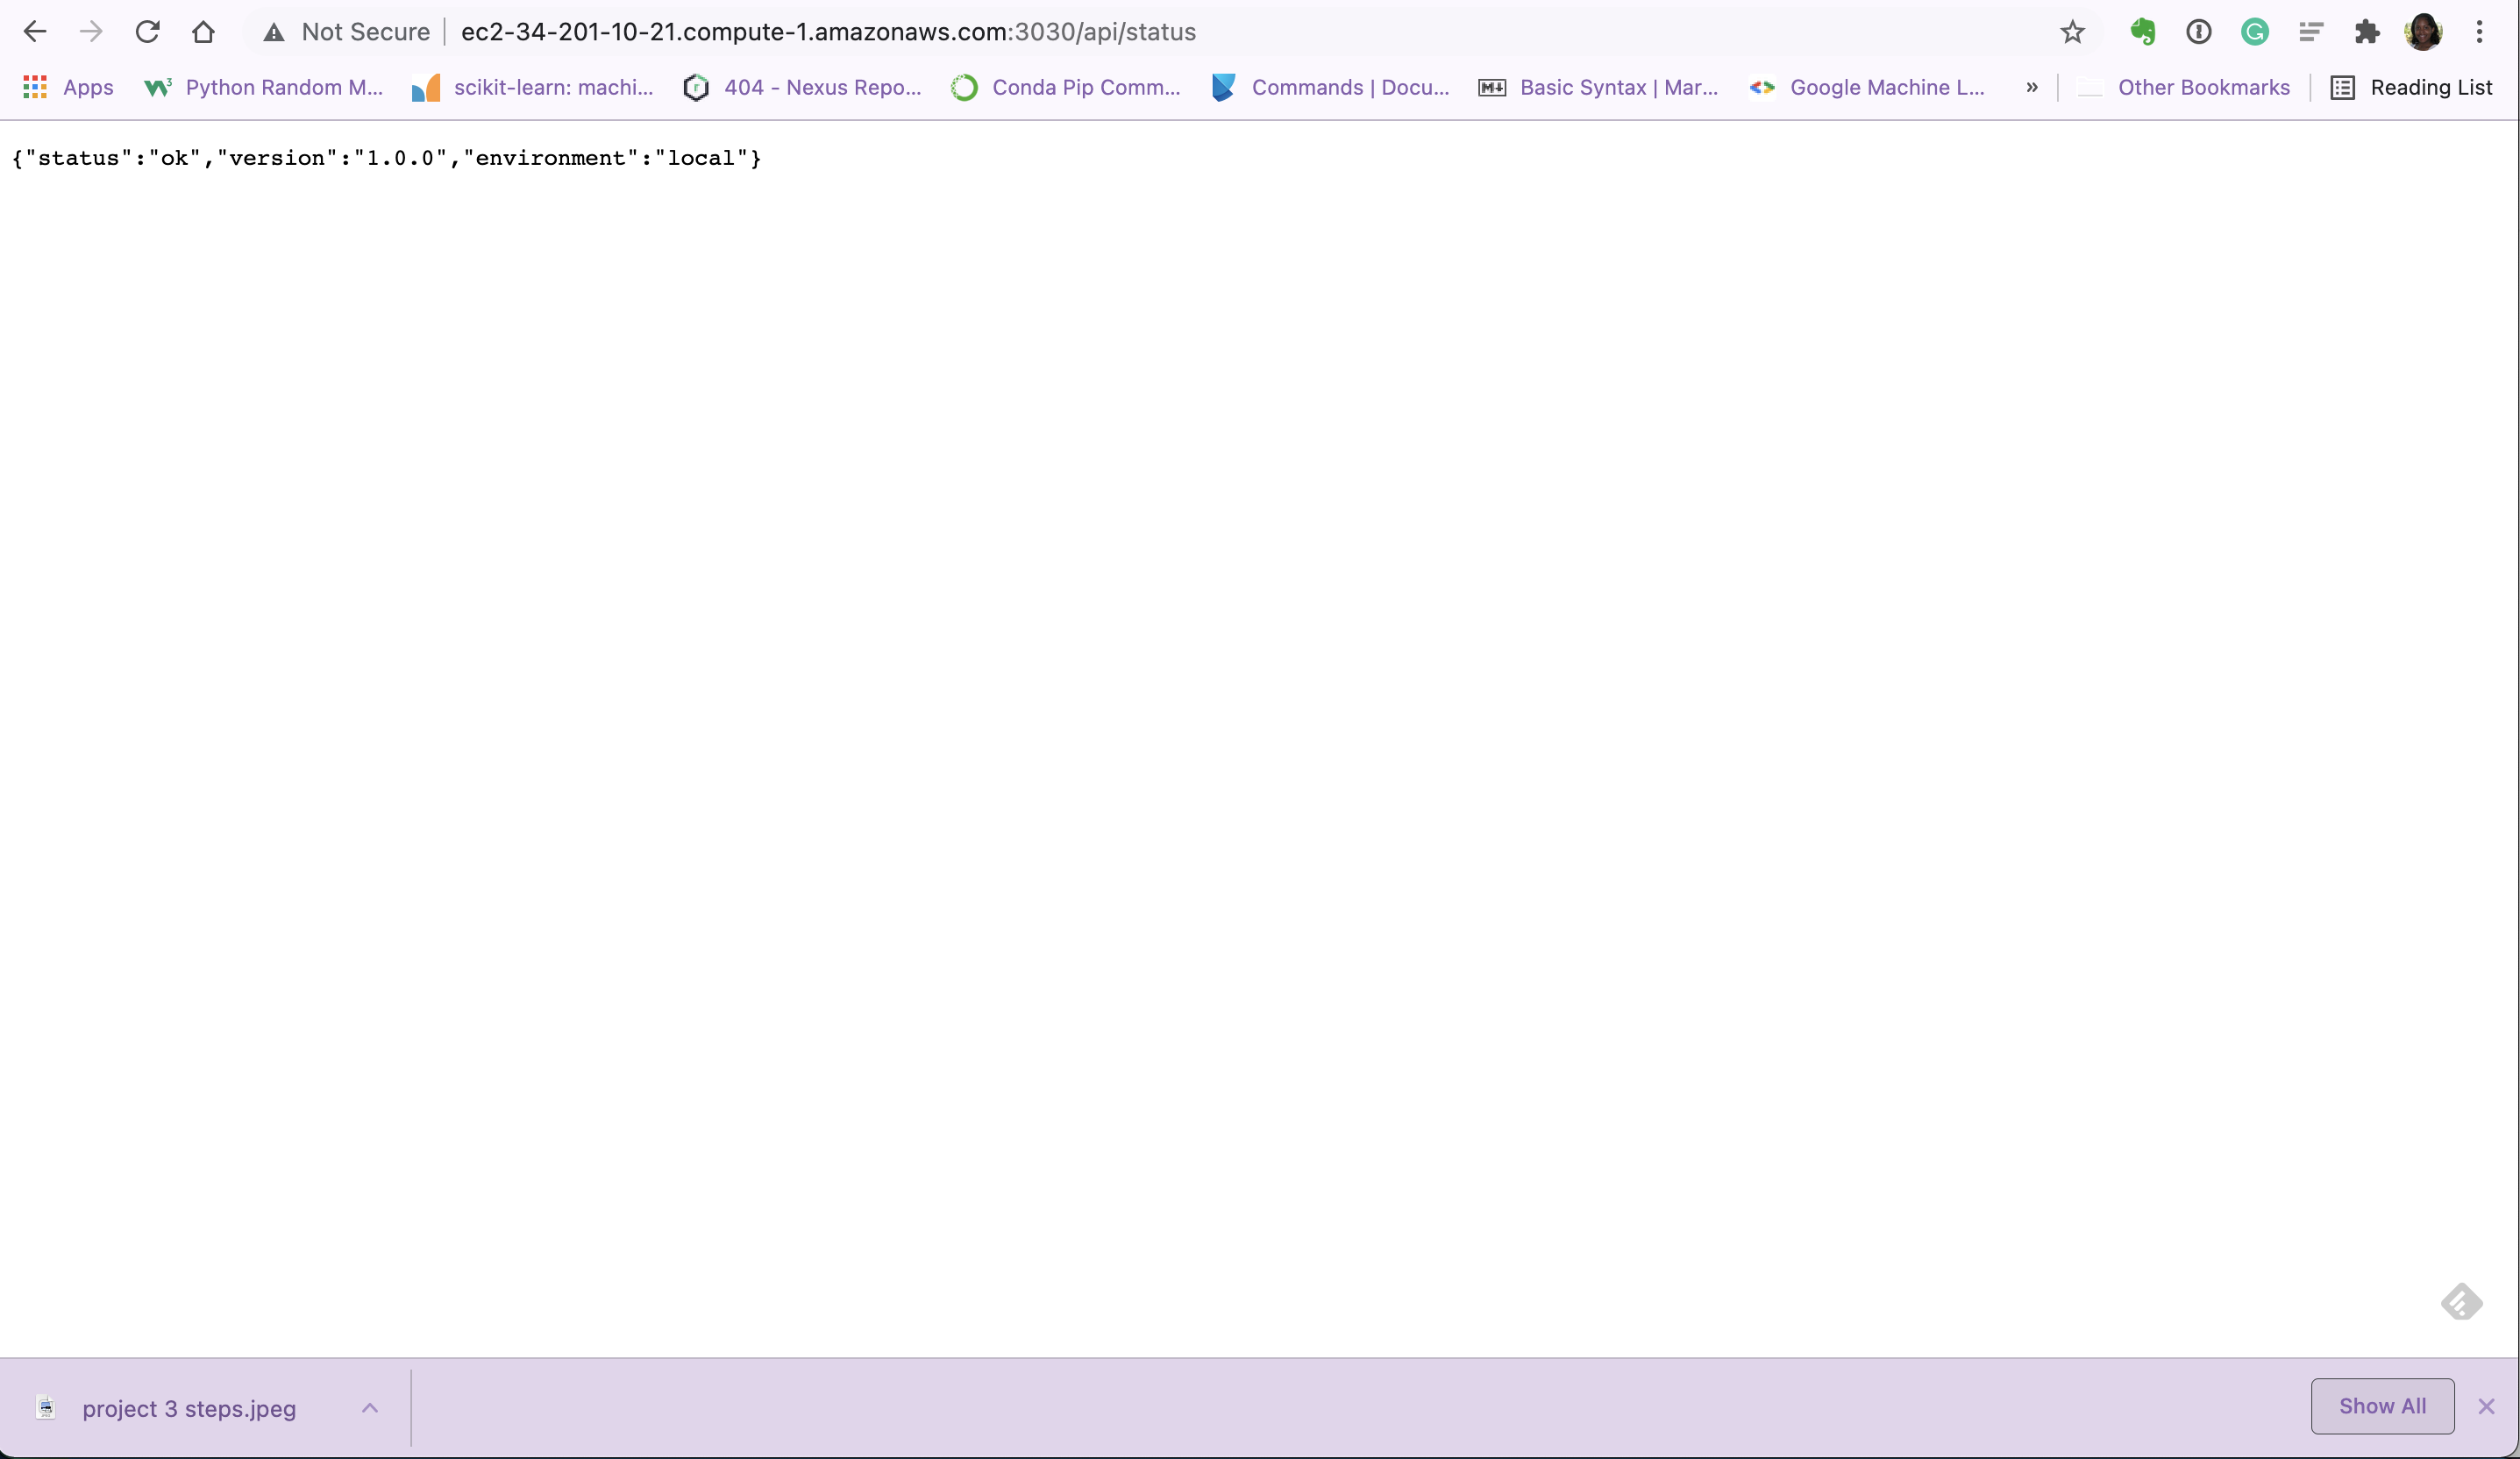 Not Secure ec2-34-201-10-21.compute-1.amazonaws.com:3030/api/status
Apps Python Random M... scikit-learn: machi... 404 - Nexus Repo... Conda Pip Comm... Commands | Docu... Basic Syntax | Mar... Google Machine L... » Other Bookmarks Reading List
{"status":"ok","version":"1.0.0","environment":"local"}
project 3 steps.jpeg Show All